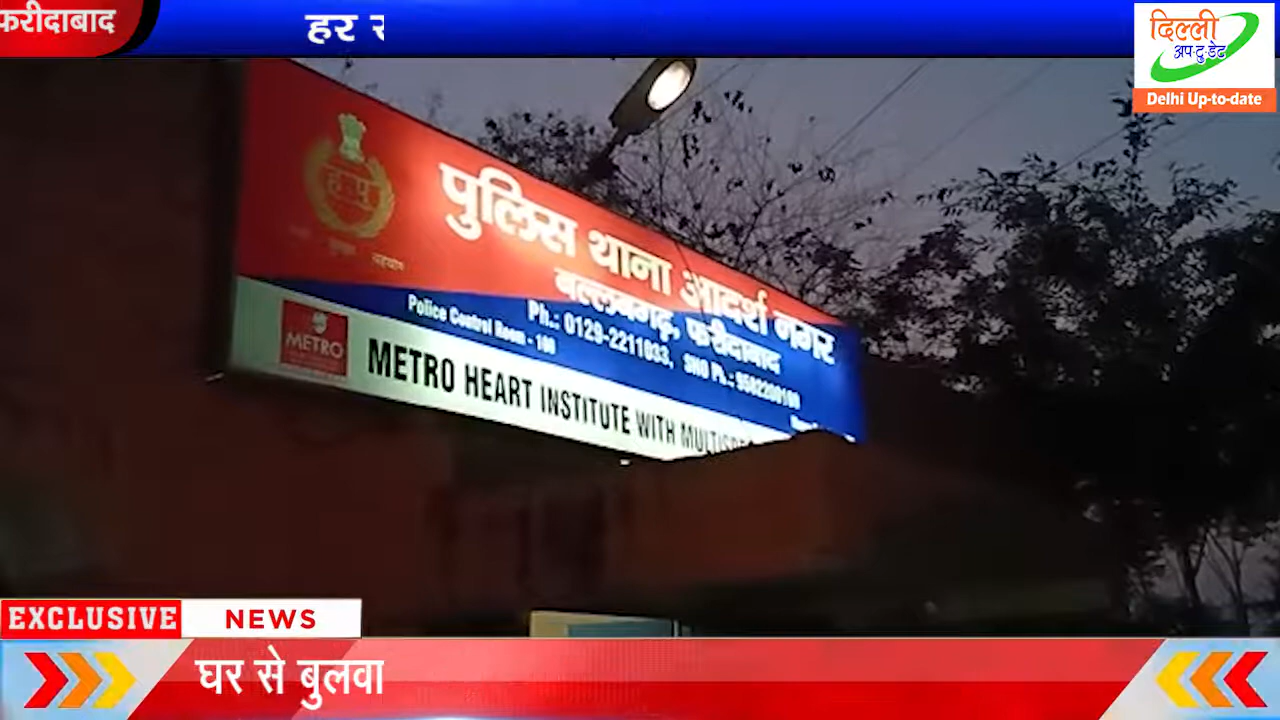 फरीदाबाद
हर
दिल्ली
अप-टु-डेट
Delhi Up-to-date
ह पु
पुलिस थाना आदर्श नगर
बल्लबगढ़, फरीदाबाद
Police Control Room - 100
Ph.: 0129-2211033, SHO Ph.: 9582200109
METRO
METRO HEART INSTITUTE WITH
EXCLUSIVE NEWS
घर से बुलवा